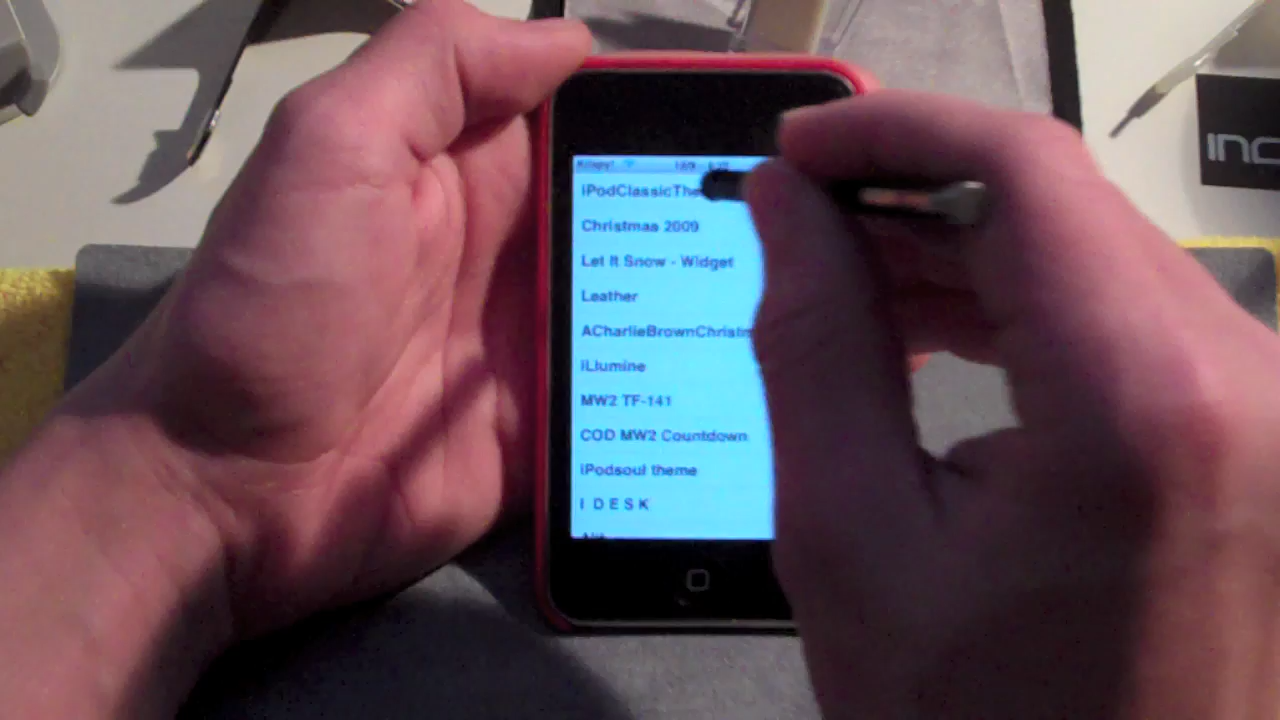 Krispy!
iPodClassicThe
Christmas 2009
Let It Snow - Widget
Leather
ACharlieBrownChristm
iLlumine
MW2 TF-141
COD MW2 Countdown
iPodsoul theme
I D E S K
INC